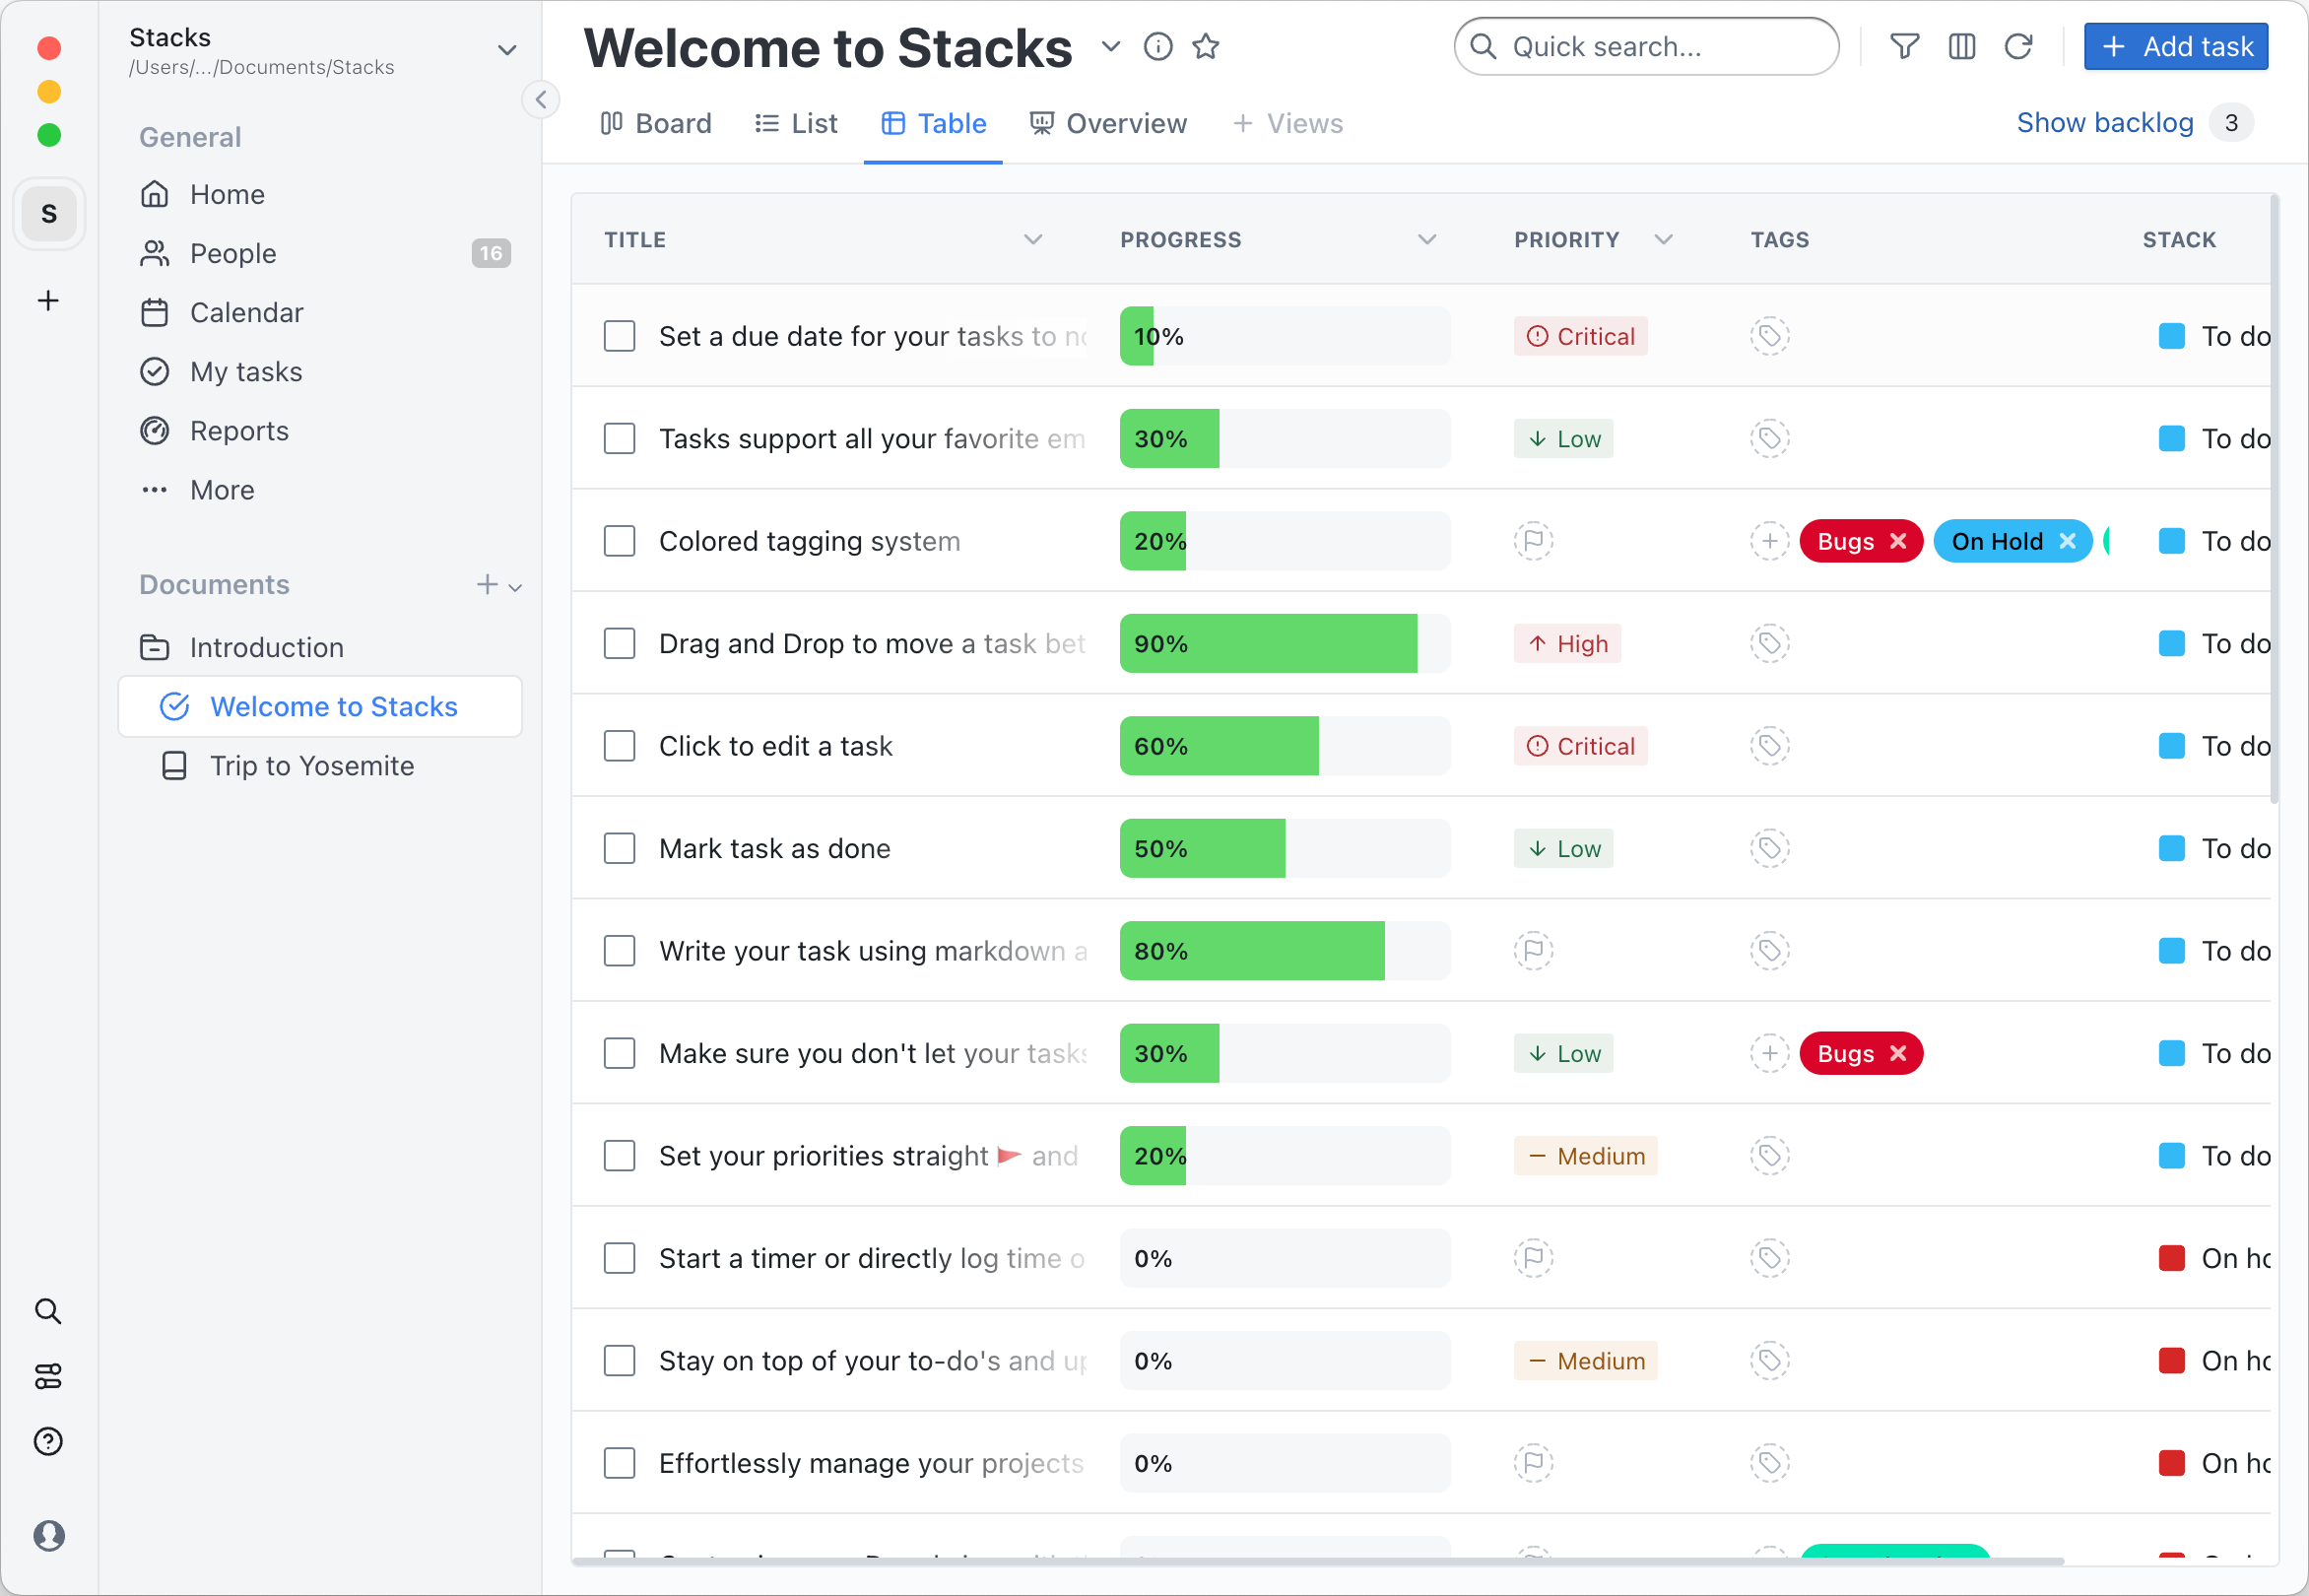 Stacks
/Users/.../Documents/Stacks
S
General
Home
People 16
Calendar
My tasks
Reports
More
Documents
Introduction
Welcome to Stacks
Trip to Yosemite
Welcome to Stacks
Quick search...
Add task
Board List Table Overview Views
Show backlog 3
TITLE PROGRESS PRIORITY TAGS STACK
Set a due date for your tasks to 10% Critical To do
Tasks support all your favorite em 30% Low To do
Colored tagging system 20% Bugs On Hold To do
Drag and Drop to move a task bet 90% High To do
Click to edit a task 60% Critical To do
Mark task as done 50% Low To do
Write your task using markdown a 80% To do
Make sure you don't let your tasks 30% Low Bugs To do
Set your priorities straight and 20% Medium To do
Start a timer or directly log time o 0% On
Stay on top of your to-do's and up 0% Medium On
Effortlessly manage your projects 0% On